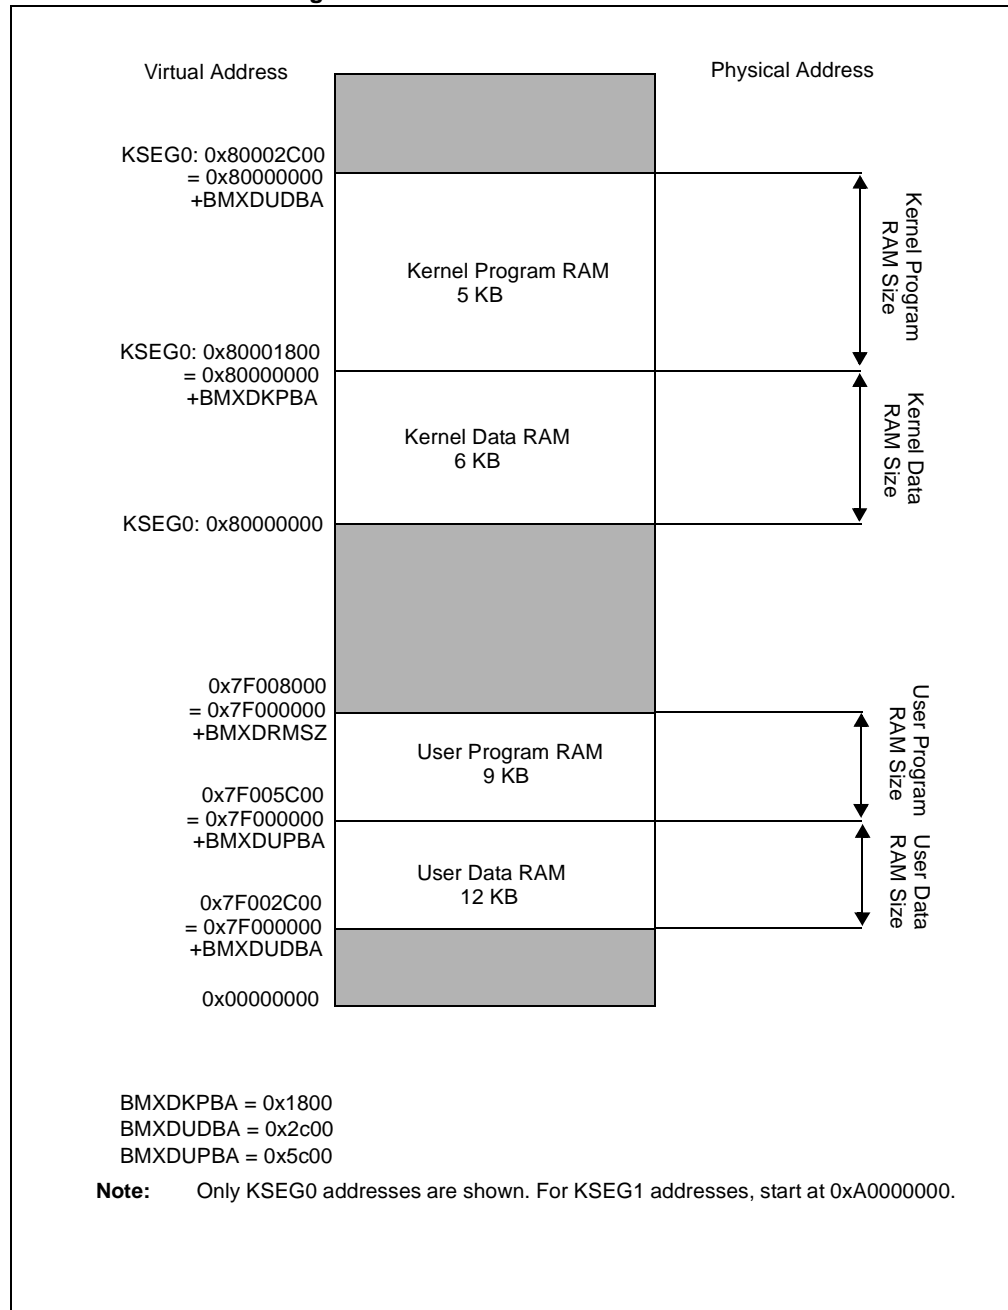 Virtual Address
Physical Address
KSEG0: 0x80002C00
= 0x80000000
+BMXDUDBA
Kernel Program RAM
5 KB
Kernel Program
RAM Size
KSEG0: 0x80001800
= 0x80000000
+BMXDKPBA
Kernel Data RAM
6 KB
Kernel Data
RAM Size
KSEG0: 0x80000000
0x7F008000
= 0x7F000000
+BMXDRMSZ
User Program RAM
9 KB
User Program
RAM Size
0x7F005C00
= 0x7F000000
+BMXDUPBA
User Data RAM
12 KB
User Data
RAM Size
0x7F002C00
= 0x7F000000
+BMXDUDBA
0x00000000
BMXDKPBA = 0x1800
BMXDUDBA = 0x2c00
BMXDUPBA = 0x5c00
Note: Only KSEG0 addresses are shown. For KSEG1 addresses, start at 0xA0000000.